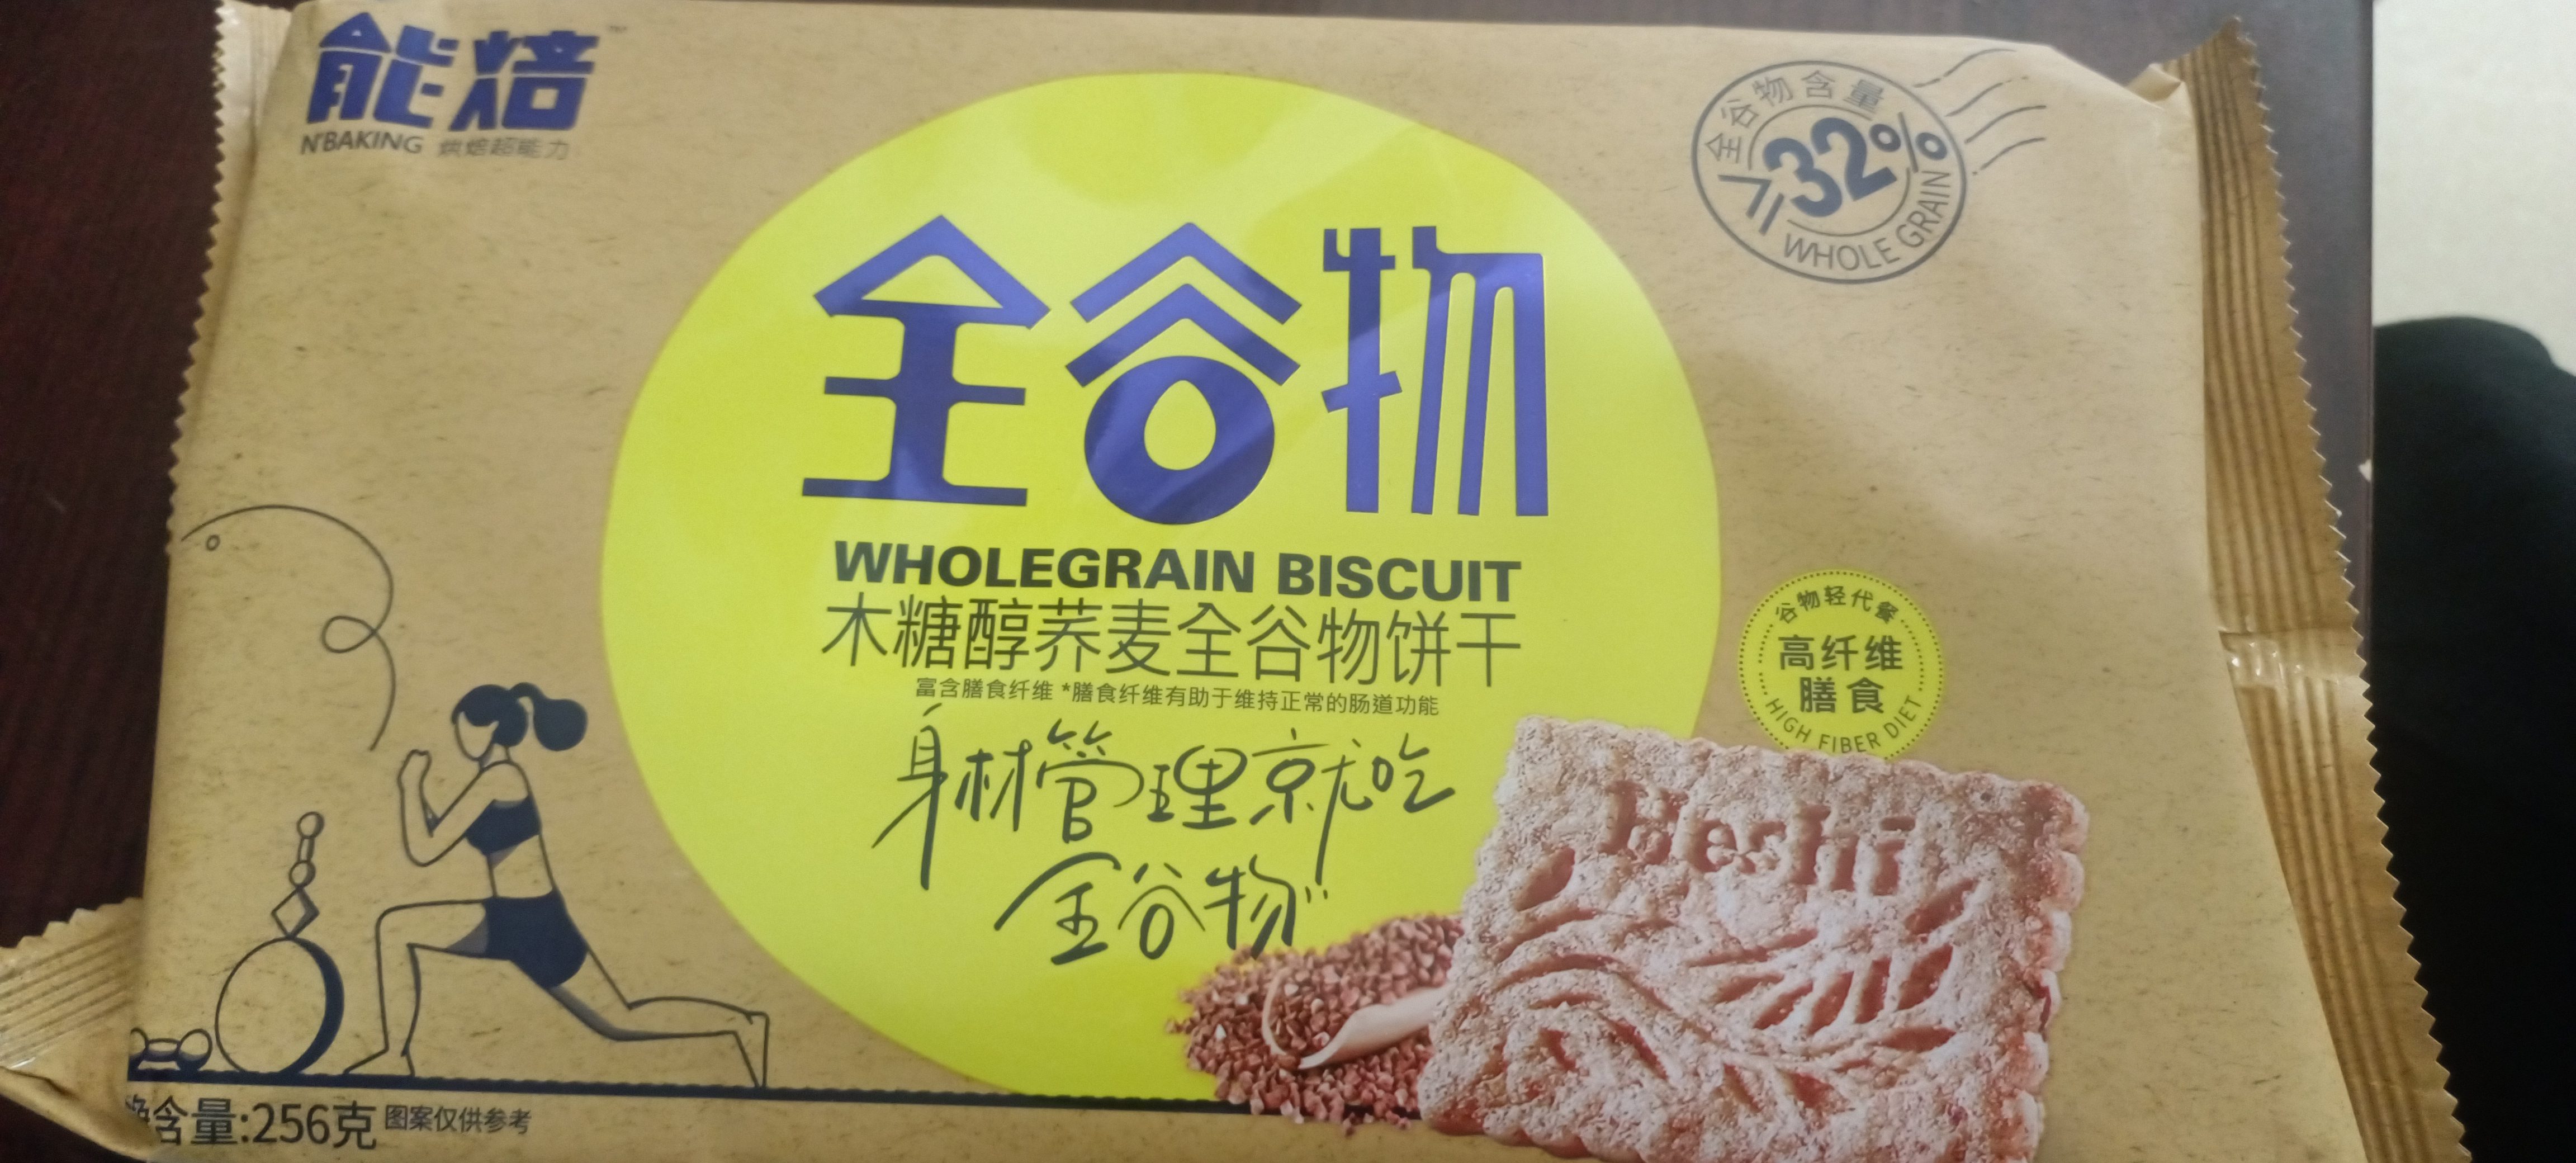 能焙™
N'BAKING 烘焙超能力
全谷物含量
≥32%
WHOLE GRAIN
全谷物
WHOLEGRAIN BISCUIT
木糖醇荞麦全谷物饼干
富含膳食纤维 *膳食纤维有助于维持正常的肠道功能
身材管理就吃
全谷物
谷物轻代餐
高纤维
膳食
HIGH FIBER DIET
Beshi
净含量:256克 图案仅供参考